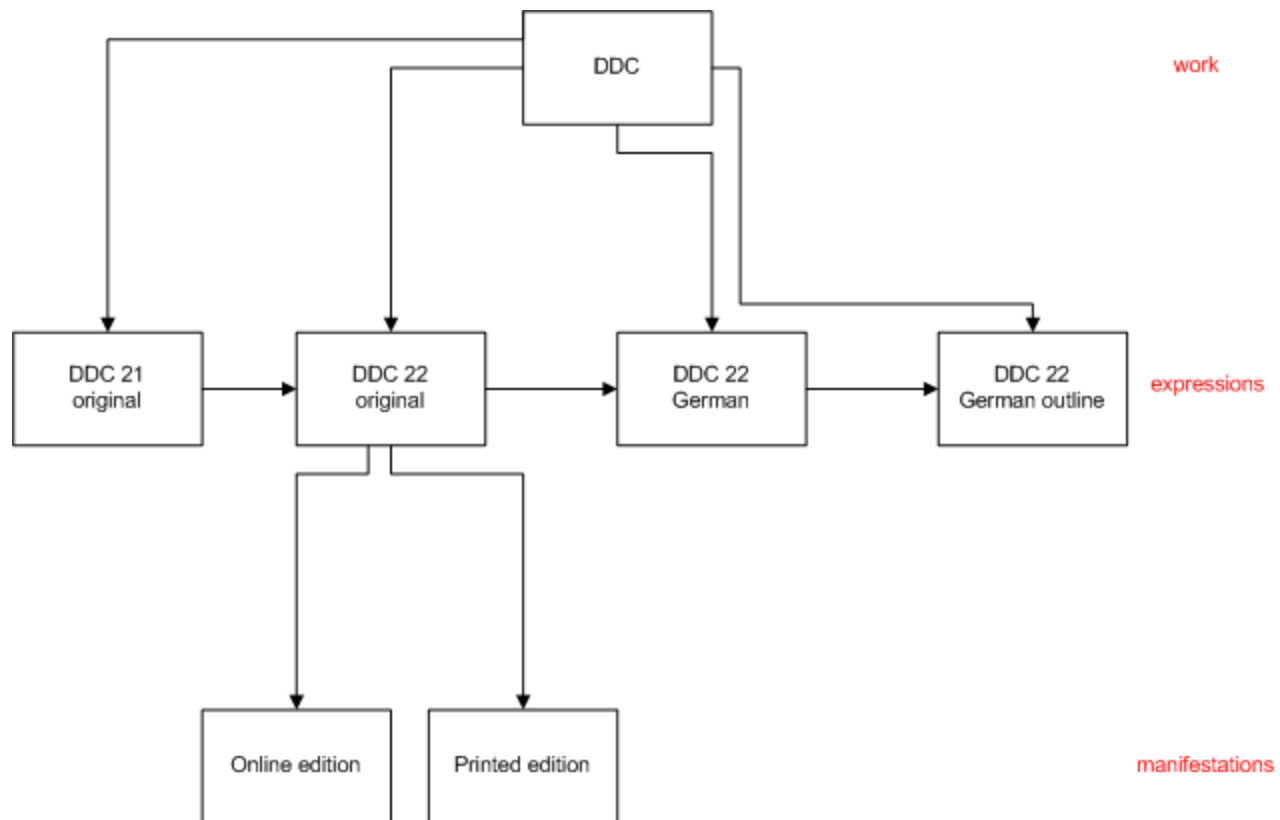 DDC
work
DDC 21
original
DDC 22
original
DDC 22
German
DDC 22
German outline
expressions
Online edition
Printed edition
manifestations